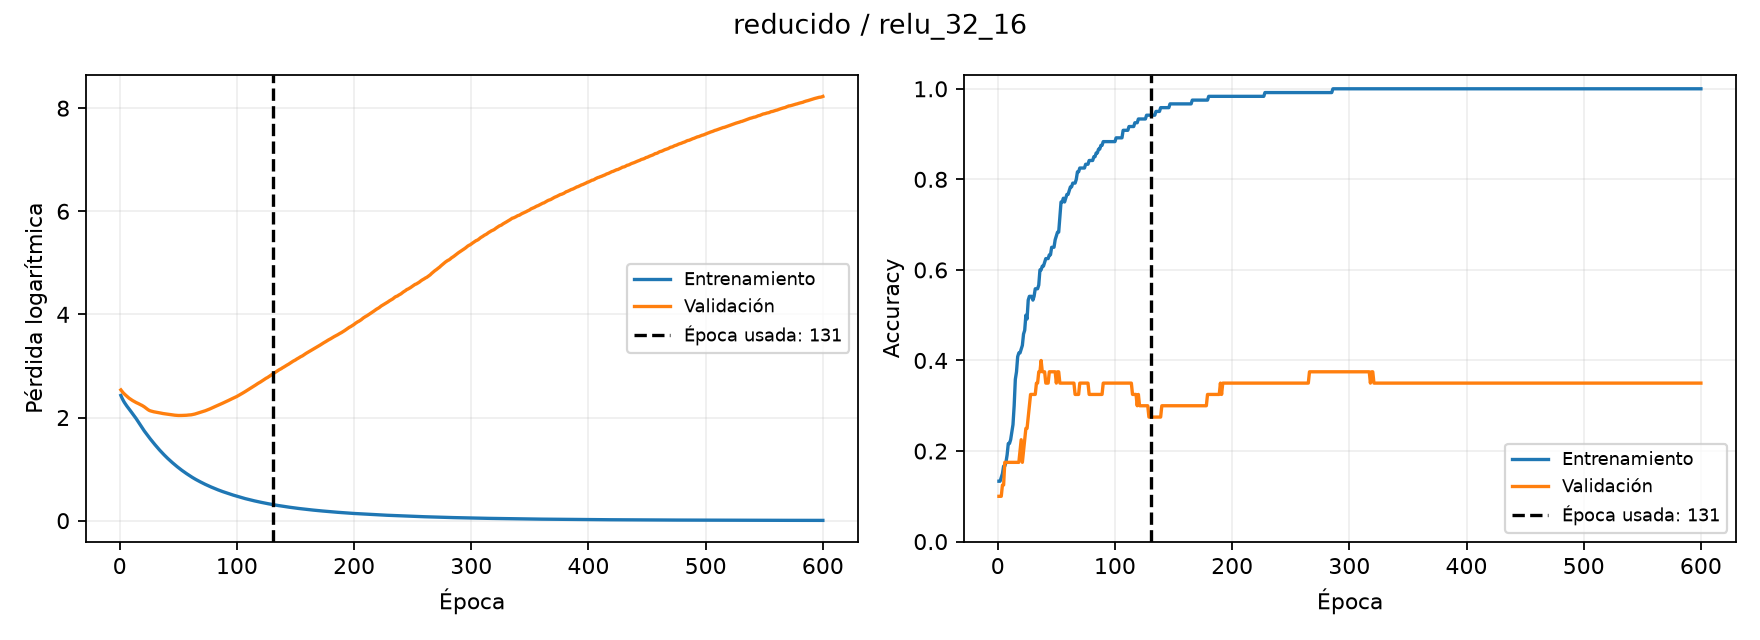 reducido / relu_32_16
Pérdida logarítmica
8
6
4
2
0
0 100 200 300 400 500 600
Época
Entrenamiento
Validación
Época usada: 131
Accuracy
1.0
0.8
0.6
0.4
0.2
0.0
0 100 200 300 400 500 600
Época
Entrenamiento
Validación
Época usada: 131